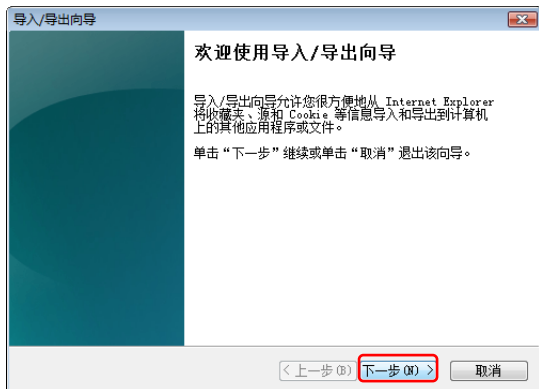 导入/导出向导
欢迎使用导入/导出向导
导入/导出向导允许您很方便地从 Internet Explorer
将收藏夹、源和 Cookie 等信息导入和导出到计算机
上的其他应用程序或文件。
单击“下一步”继续或单击“取消”退出该向导。
< 上一步(B) 下一步(N) > 取消